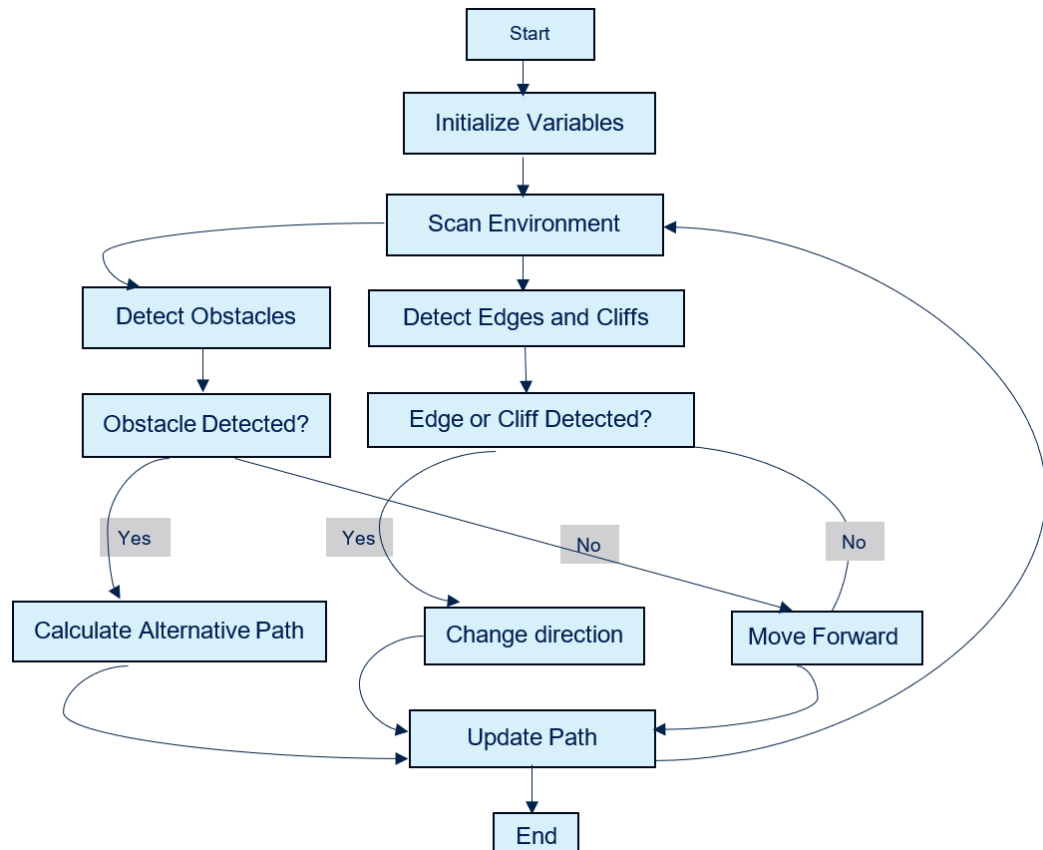 Start
Initialize Variables
Scan Environment
Detect Obstacles
Detect Edges and Cliffs
Obstacle Detected?
Edge or Cliff Detected?
Yes
Yes
No
No
Calculate Alternative Path
Change direction
Move Forward
Update Path
End